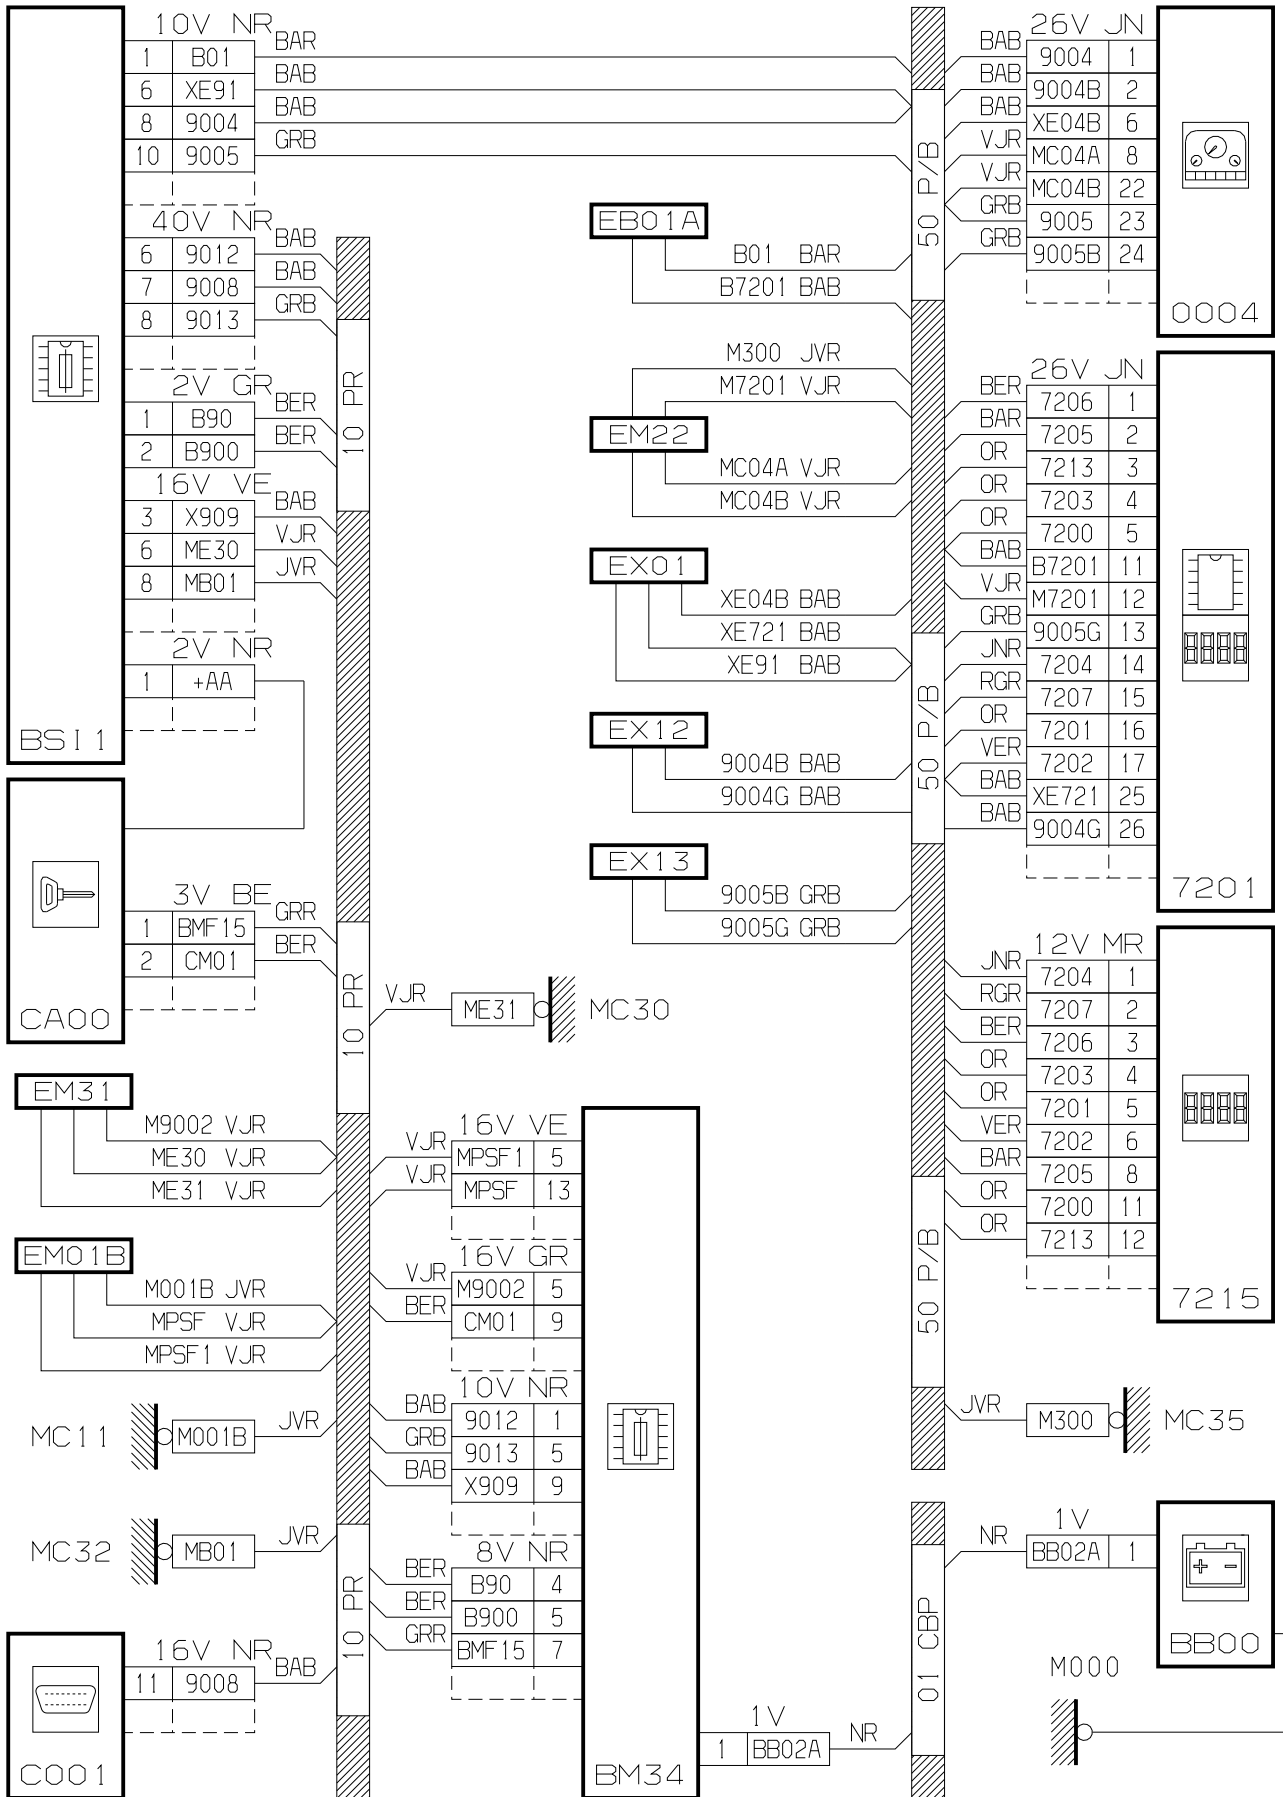 10V NR
1 B01 BAR
6 XE91 BAB
8 9004 BAB
10 9005 GRB
40V NR
6 9012 BAB
7 9008 BAB
8 9013 GRB
2V GR
1 B90 BER
2 B900 BER
16V VE
3 X909 BAB
6 ME30 VJR
8 MB01 JVR
2V NR
1 +AA
BSI1
3V BE
1 BMF15 GRR
2 CM01 BER
CA00
10 PR
10 PR
10 PR
VJR ME31 MC30
EM31
M9002 VJR
ME30 VJR
ME31 VJR
EM01B
M001B JVR
MPSF VJR
MPSF1 VJR
MC11 M001B JVR
MC32 MB01 JVR
16V NR
11 9008 BAB
C001
16V VE
VJR MPSF1 5
VJR MPSF 13
16V GR
VJR M9002 5
BER CM01 9
10V NR
BAB 9012 1
GRB 9013 5
BAB X909 9
8V NR
BER B90 4
BER B900 5
GRR BMF15 7
BM34
1V
1 BB02A NR
EB01A
B01 BAR
B7201 BAB
M300 JVR
M7201 VJR
EM22
MC04A VJR
MC04B VJR
EX01
XE04B BAB
XE721 BAB
XE91 BAB
EX12
9004B BAB
9004G BAB
EX13
9005B GRB
9005G GRB
50 P/B
50 P/B
50 P/B
01 CBP
26V JN
BAB 9004 1
BAB 9004B 2
BAB XE04B 6
VJR MC04A 8
VJR MC04B 22
GRB 9005 23
GRB 9005B 24
0004
26V JN
BER 7206 1
BAR 7205 2
OR 7213 3
OR 7203 4
OR 7200 5
BAB B7201 11
VJR M7201 12
GRB 9005G 13
JNR 7204 14
RGR 7207 15
OR 7201 16
VER 7202 17
BAB XE721 25
BAB 9004G 26
7201
12V MR
JNR 7204 1
RGR 7207 2
BER 7206 3
OR 7203 4
OR 7201 5
VER 7202 6
BAR 7205 8
OR 7200 11
OR 7213 12
7215
JVR M300 MC35
1V
NR BB02A 1
+ -
BB00
M000